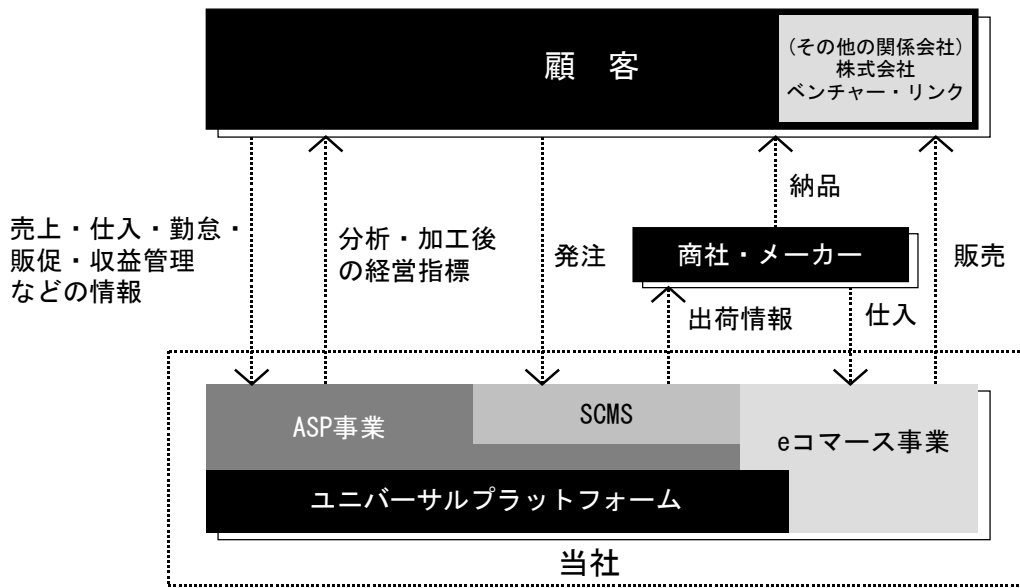 顧　客
(その他の関係会社)
株式会社
ベンチャー・リンク
売上・仕入・勤怠・
販促・収益管理
などの情報
分析・加工後
の経営指標
発注
納品
商社・メーカー
販売
出荷情報
仕入
ASP事業
SCMS
eコマース事業
ユニバーサルプラットフォーム
当社